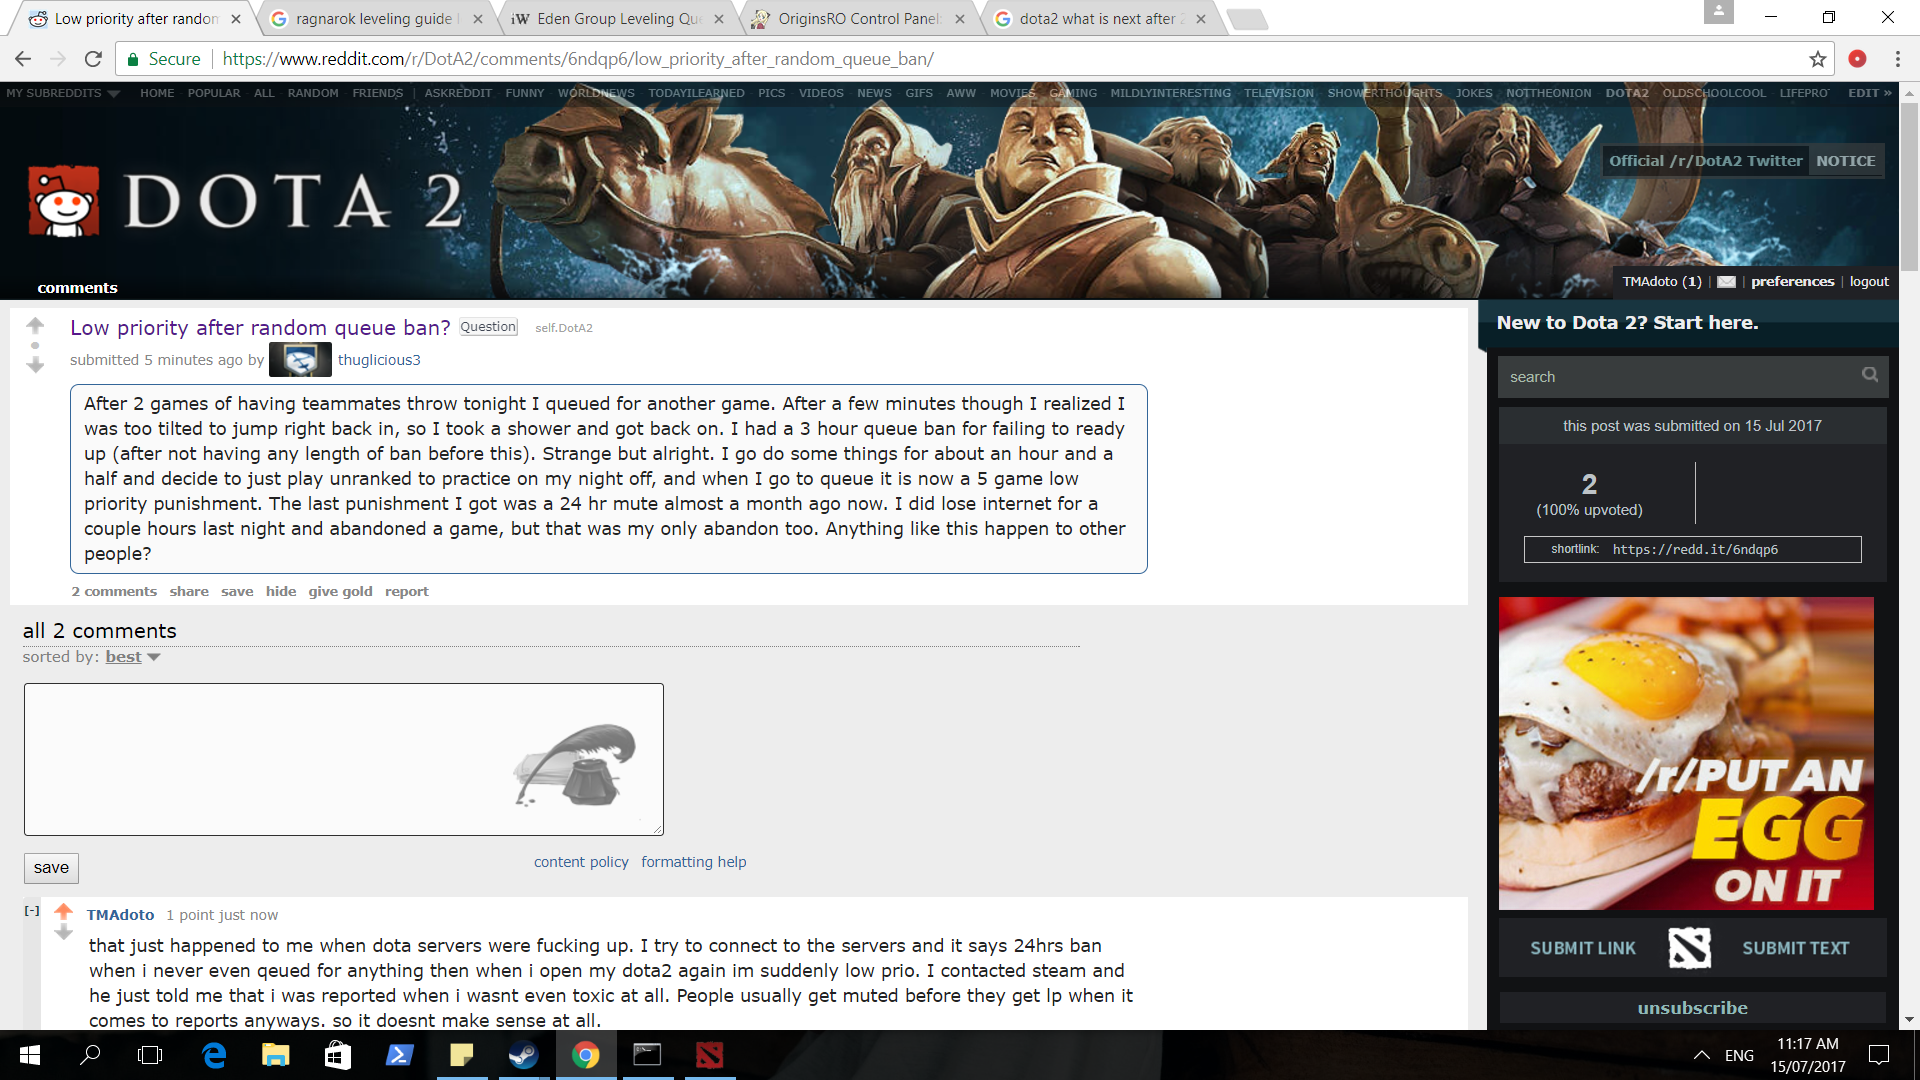 Low priority after random
ragnarok leveling guide
Eden Group Leveling Que
OriginsRO Control Panel:
dota2 what is next after 2
Secure
https://www.reddit.com/r/DotA2/comments/6ndqp6/low_priority_after_random_queue_ban/
MY SUBREDDITS HOME POPULAR ALL RANDOM FRIENDS | ASKREDDIT FUNNY WORLDNEWS TODAYILEARNED PICS VIDEOS NEWS GIFS AWW MOVIES GAMING MILDLYINTERESTING TELEVISION SHOWERTHOUGHTS JOKES NOTTHEONION DOTA2 OLDSCHOOLCOOL LIFEPRO EDIT »
Official /r/DotA2 Twitter NOTICE
DOTA 2
comments
TMAdoto (1) | | preferences | logout
Low priority after random queue ban? Question self.DotA2
submitted 5 minutes ago by thuglicious3
After 2 games of having teammates throw tonight I queued for another game. After a few minutes though I realized I
was too tilted to jump right back in, so I took a shower and got back on. I had a 3 hour queue ban for failing to ready
up (after not having any length of ban before this). Strange but alright. I go do some things for about an hour and a
half and decide to just play unranked to practice on my night off, and when I go to queue it is now a 5 game low
priority punishment. The last punishment I got was a 24 hr mute almost a month ago now. I did lose internet for a
couple hours last night and abandoned a game, but that was my only abandon too. Anything like this happen to other
people?
2 comments share save hide give gold report
all 2 comments
sorted by: best
save
content policy formatting help
[-]
TMAdoto 1 point just now
that just happened to me when dota servers were fucking up. I try to connect to the servers and it says 24hrs ban
when i never even qeued for anything then when i open my dota2 again im suddenly low prio. I contacted steam and
he just told me that i was reported when i wasnt even toxic at all. People usually get muted before they get lp when it
comes to reports anyways. so it doesnt make sense at all.
New to Dota 2? Start here.
search
this post was submitted on 15 Jul 2017
2
(100% upvoted)
shortlink: https://redd.it/6ndqp6
/r/PUT AN
EGG
ON IT
SUBMIT LINK SUBMIT TEXT
unsubscribe
ENG
11:17 AM
15/07/2017